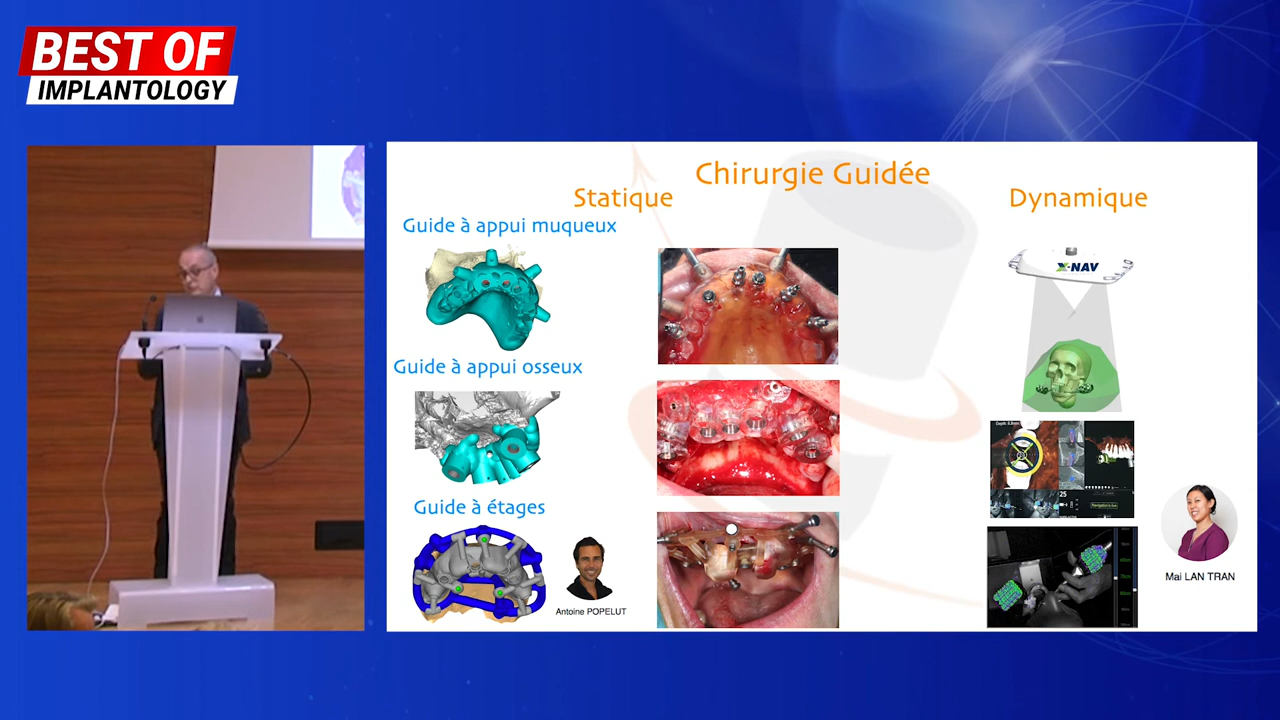 BEST OF
IMPLANTOLOGY
Chirurgie Guidée
Statique
Dynamique
Guide à appui muqueux
X-NAV
Guide à appui osseux
Guide à étages
Antoine POPELUT
Mai LAN TRAN
25